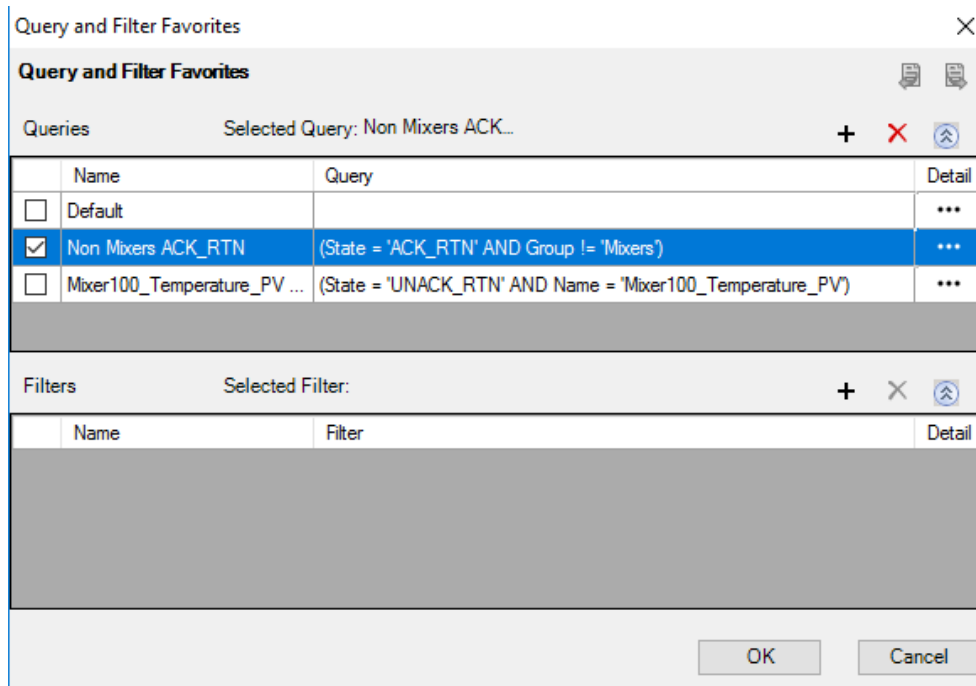 Query and Filter Favorites
Query and Filter Favorites
Queries Selected Query: Non Mixers ACK...
Name Query Detail
Default ...
Non Mixers ACK_RTN (State = 'ACK_RTN' AND Group != 'Mixers') ...
Mixer100_Temperature_PV ... (State = 'UNACK_RTN' AND Name = 'Mixer100_Temperature_PV') ...
Filters Selected Filter:
Name Filter Detail
OK Cancel